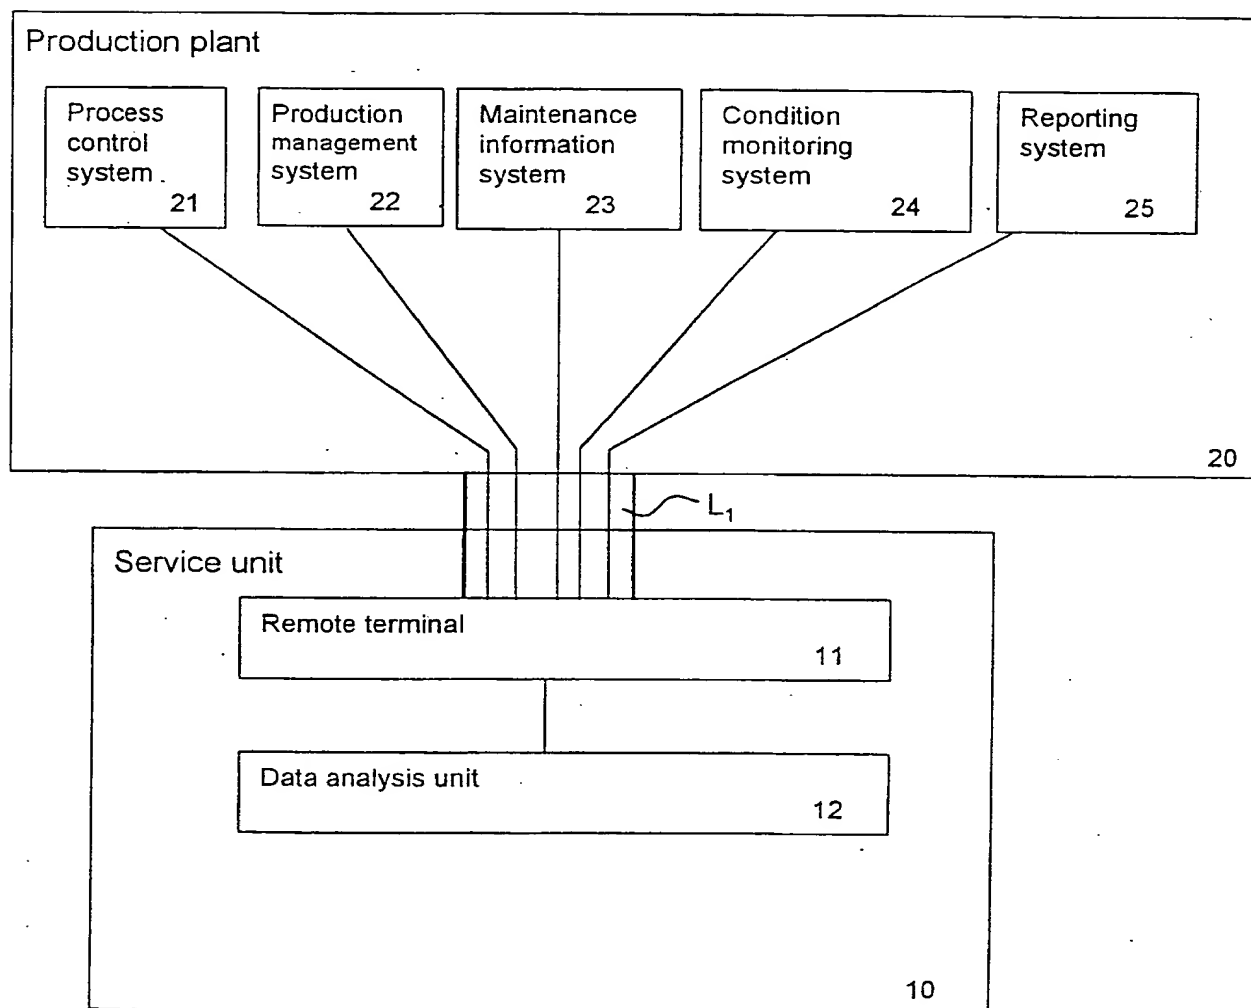 Production plant
Process
control
system
21
Production
management
system
22
Maintenance
information
system
23
Condition
monitoring
system
24
Reporting
system
25
20
L1
Service unit
Remote terminal
11
Data analysis unit
12
10